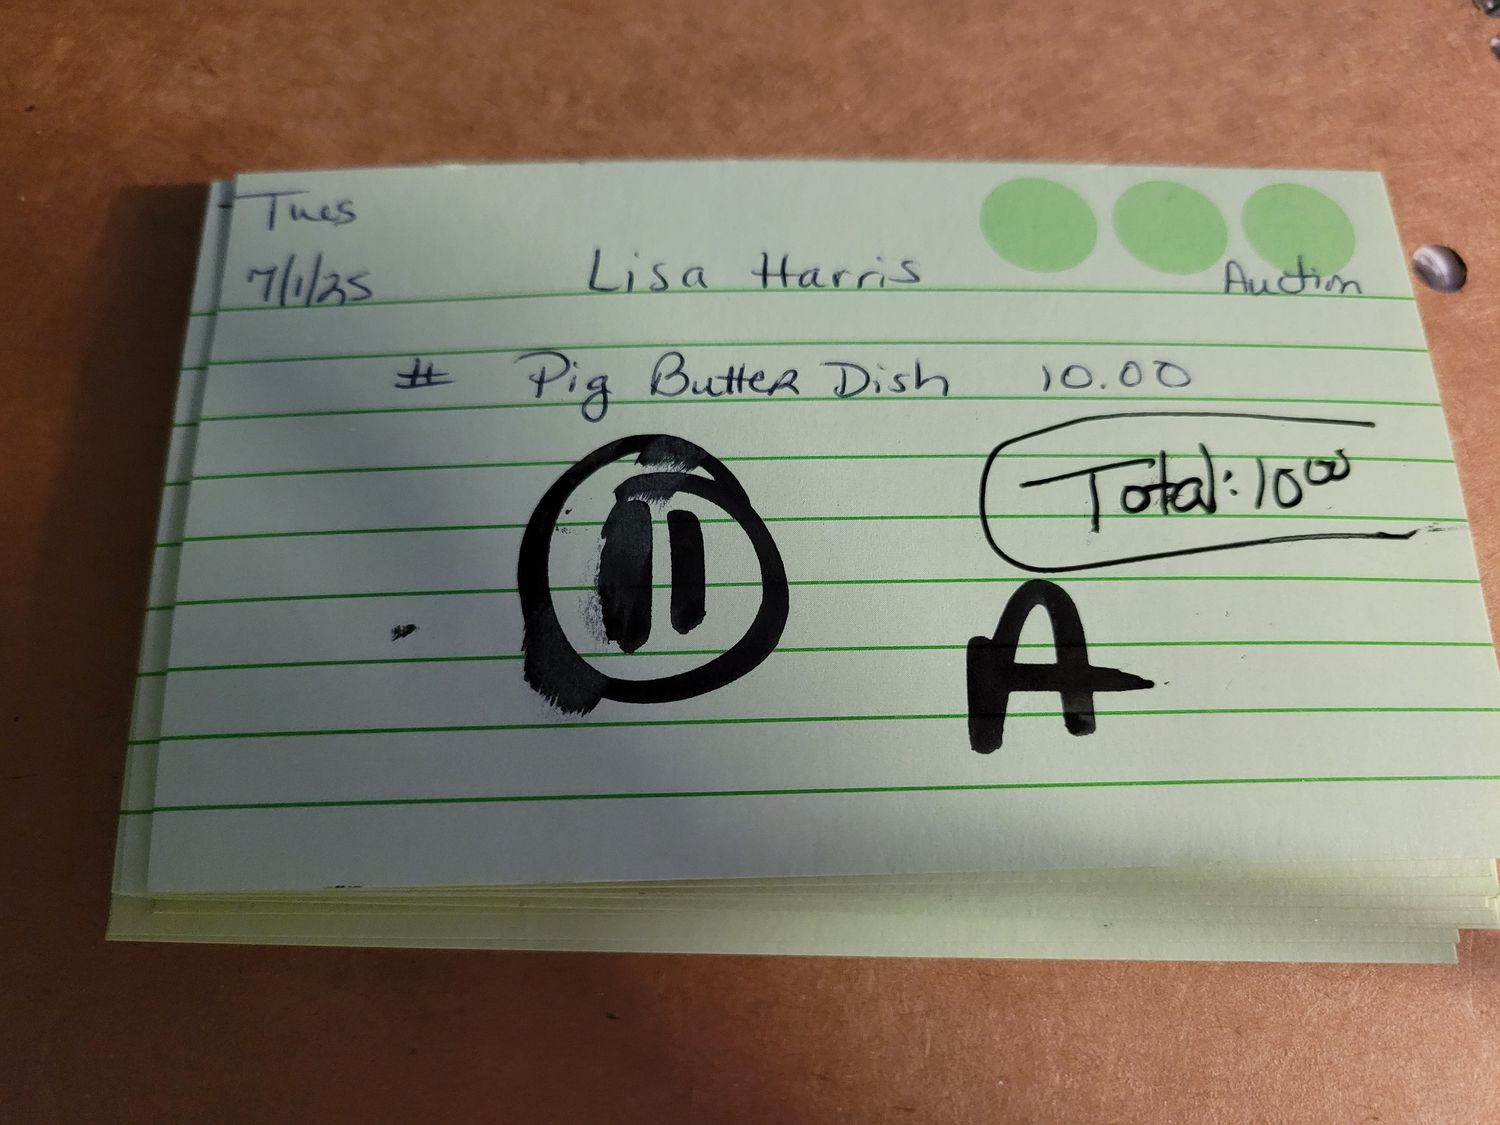 Tues
7/1/25 Lisa Harris Auction
# Pig Butter Dish 10.00
Total: 10 00
11
A